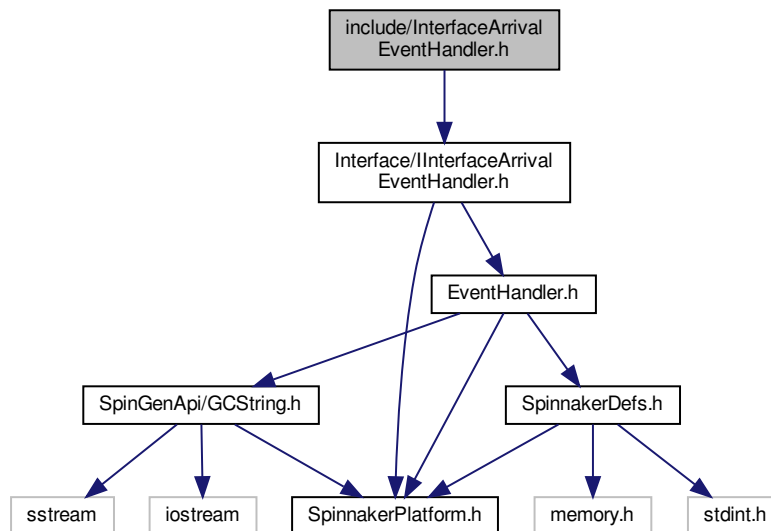 include/InterfaceArrival
EventHandler.h
Interface/IInterfaceArrival
EventHandler.h
EventHandler.h
SpinGenApi/GCString.h
SpinnakerDefs.h
sstream
iostream
SpinnakerPlatform.h
memory.h
stdint.h